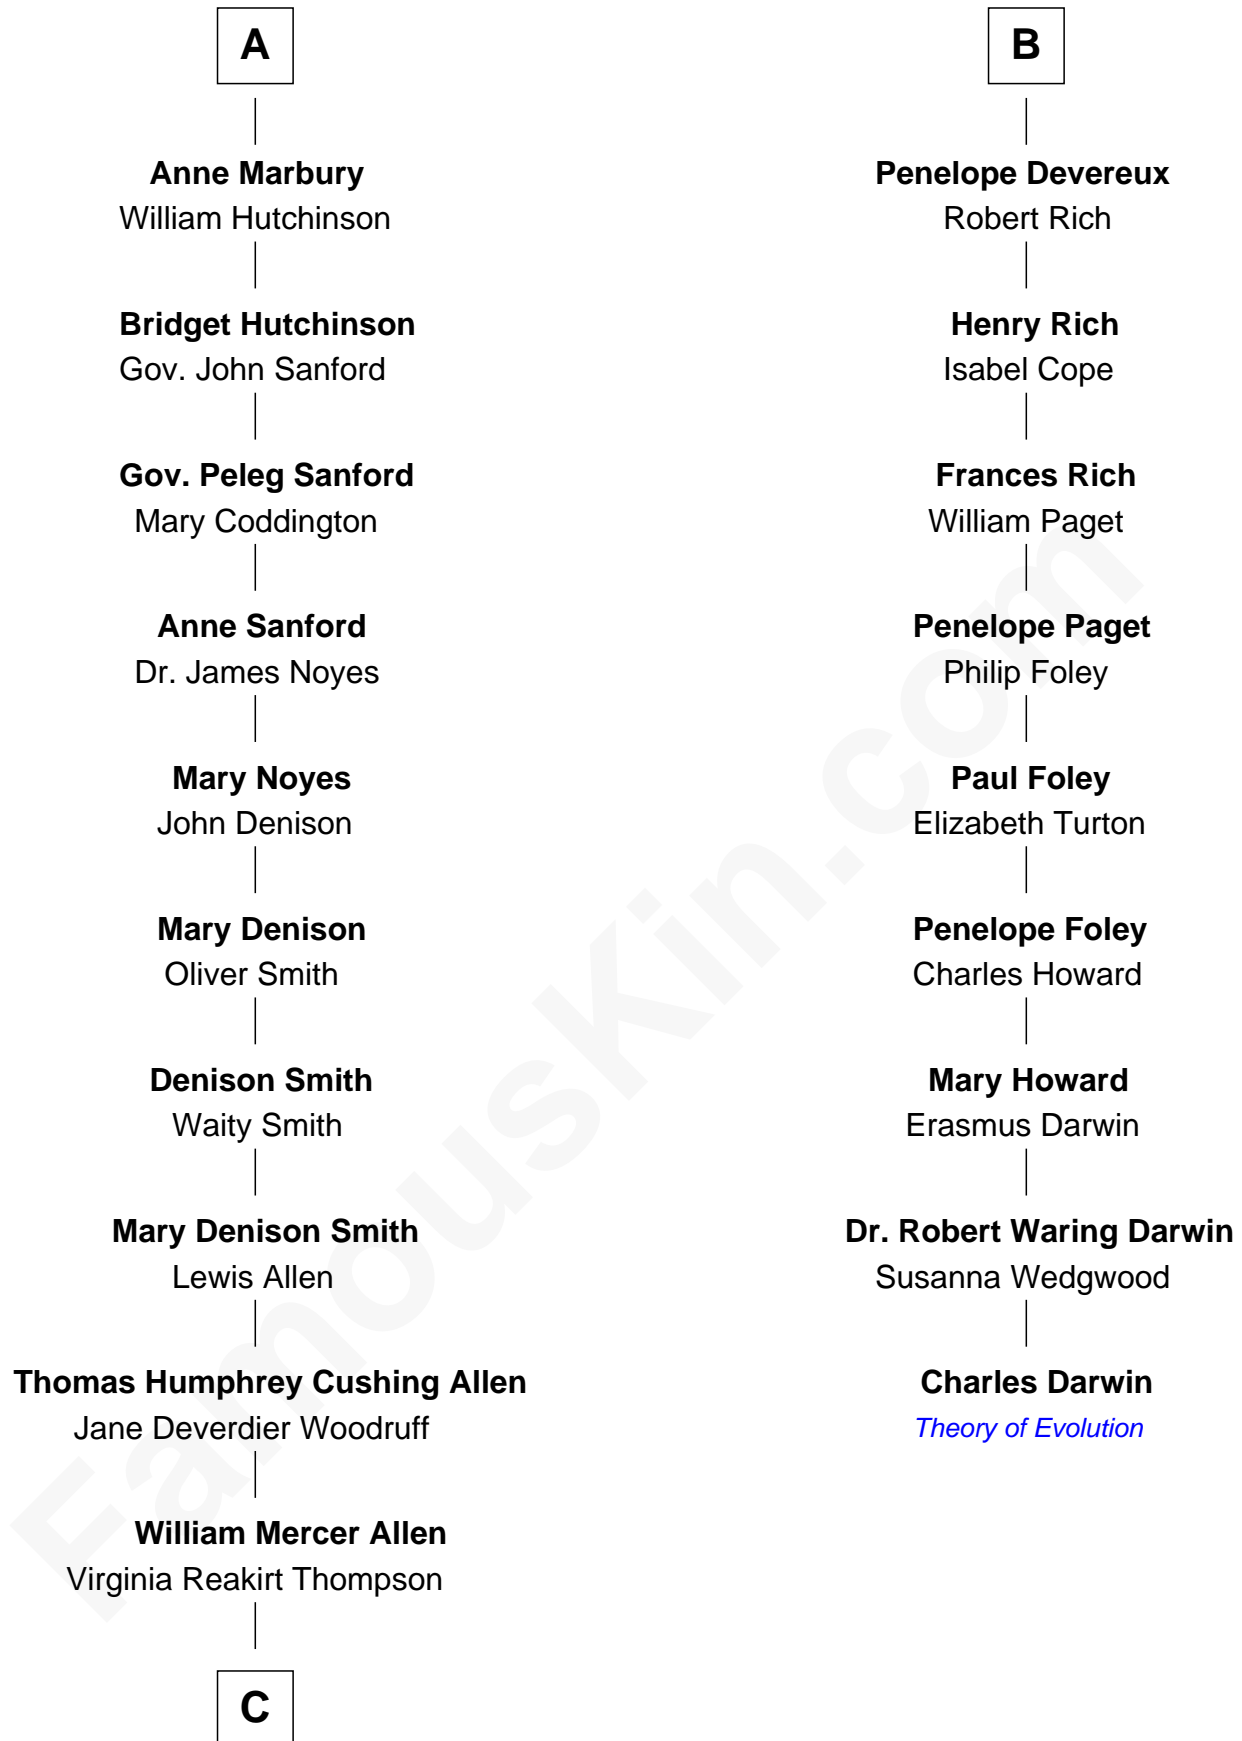 A
Anne Marbury
William Hutchinson
Bridget Hutchinson
Gov. John Sanford
Gov. Peleg Sanford
Mary Coddington
Anne Sanford
Dr. James Noyes
Mary Noyes
John Denison
Mary Denison
Oliver Smith
Denison Smith
Waity Smith
Mary Denison Smith
Lewis Allen
Thomas Humphrey Cushing Allen
Jane Deverdier Woodruff
William Mercer Allen
Virginia Reakirt Thompson
C
B
Penelope Devereux
Robert Rich
Henry Rich
Isabel Cope
Frances Rich
William Paget
Penelope Paget
Philip Foley
Paul Foley
Elizabeth Turton
Penelope Foley
Charles Howard
Mary Howard
Erasmus Darwin
Dr. Robert Waring Darwin
Susanna Wedgwood
Charles Darwin
Theory of Evolution
FamousKin.com